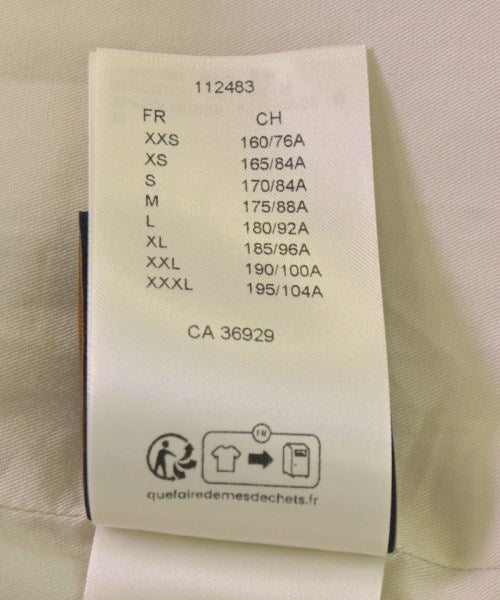 112483
FR CH
XXS 160/76A
XS 165/84A
S 170/84A
M 175/88A
L 180/92A
XL 185/96A
XXL 190/100A
XXXL 195/104A
CA 36929
FR
quefairedemesdechets.fr